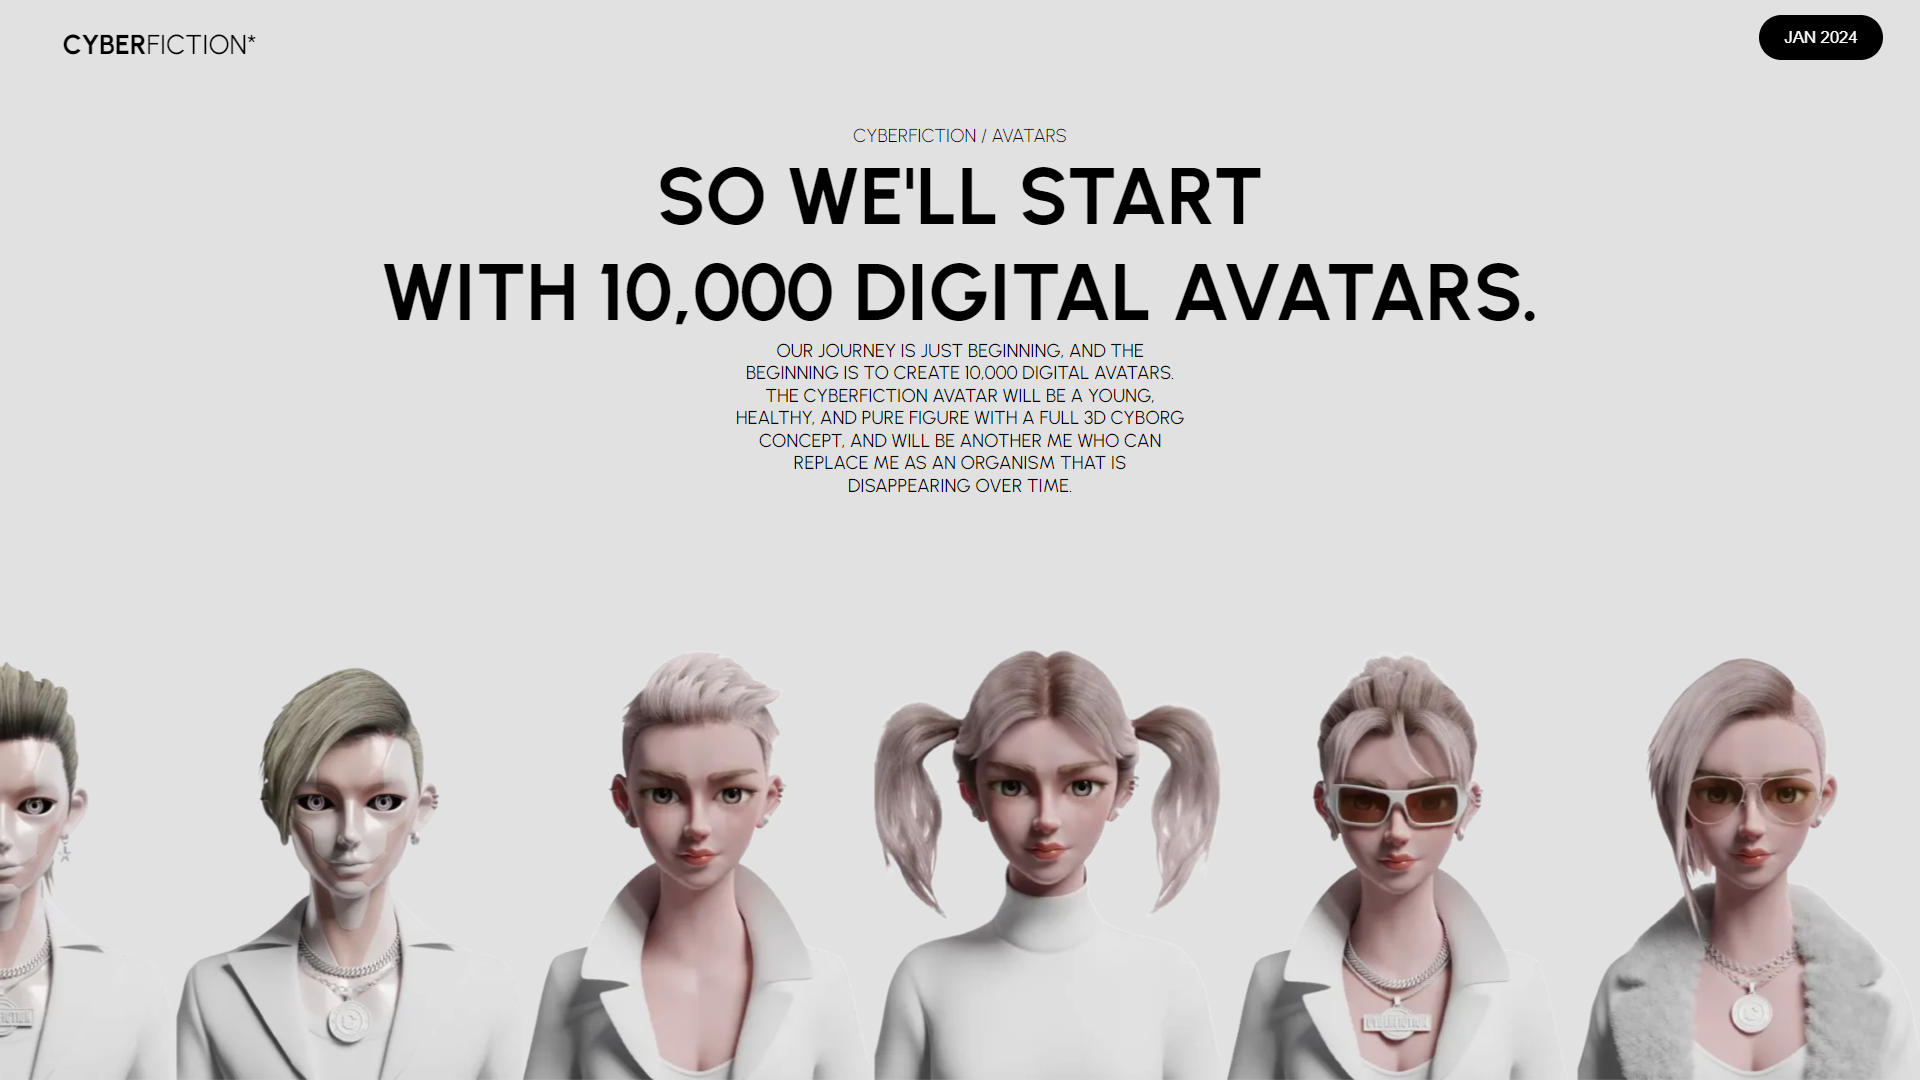 CYBERFICTION*
JAN 2024
CYBERFICTION / AVATARS
SO WE'LL START
WITH 10,000 DIGITAL AVATARS.
OUR JOURNEY IS JUST BEGINNING, AND THE
BEGINNING IS TO CREATE 10,000 DIGITAL AVATARS.
THE CYBERFICTION AVATAR WILL BE A YOUNG,
HEALTHY, AND PURE FIGURE WITH A FULL 3D CYBORG
CONCEPT, AND WILL BE ANOTHER ME WHO CAN
REPLACE ME AS AN ORGANISM THAT IS
DISAPPEARING OVER TIME.
CYBERFICTION